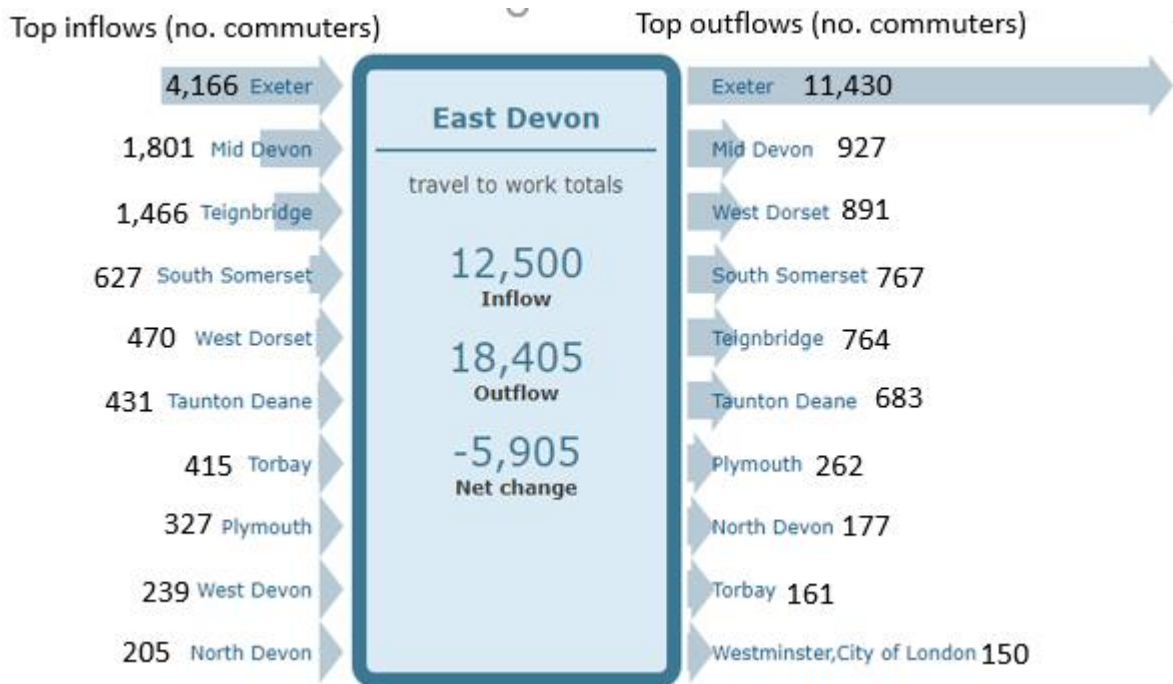 Top inflows (no. commuters)
4,166 Exeter
1,801 Mid Devon
1,466 Teignbridge
627 South Somerset
470 West Dorset
431 Taunton Deane
415 Torbay
327 Plymouth
239 West Devon
205 North Devon
East Devon
travel to work totals
12,500
Inflow
18,405
Outflow
-5,905
Net change
Top outflows (no. commuters)
Exeter 11,430
Mid Devon 927
West Dorset 891
South Somerset 767
Teignbridge 764
Taunton Deane 683
Plymouth 262
North Devon 177
Torbay 161
Westminster,City of London 150